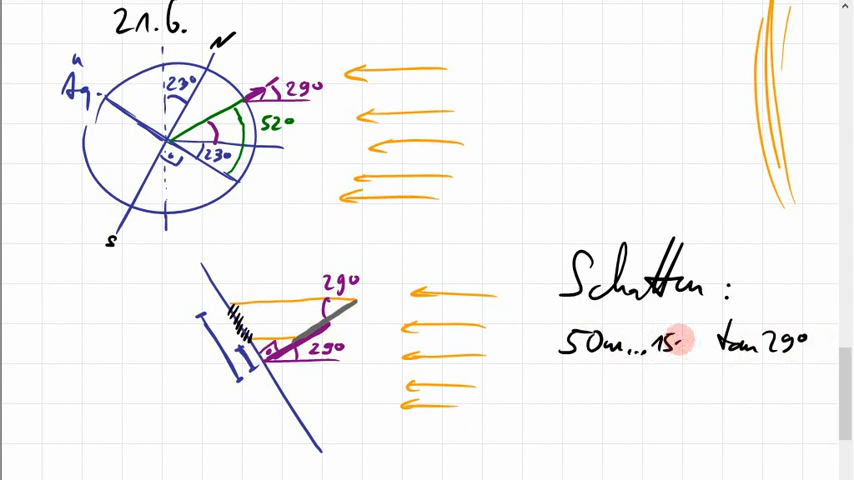 21.6.
N
Äq.
23°
29°
52°
23°
S
29°
29°
Schatten:
50m...15 tan 29°